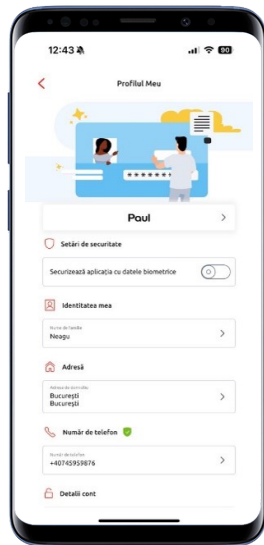 12:43
90
Profilul Meu
Paul
Setări de securitate
Securizează aplicația cu datele biometrice
Identitatea mea
Nume de familie
Neagu
Adresă
Adresa de domiciliu
București
București
Număr de telefon
Număr de telefon
+40745959876
Detalii cont